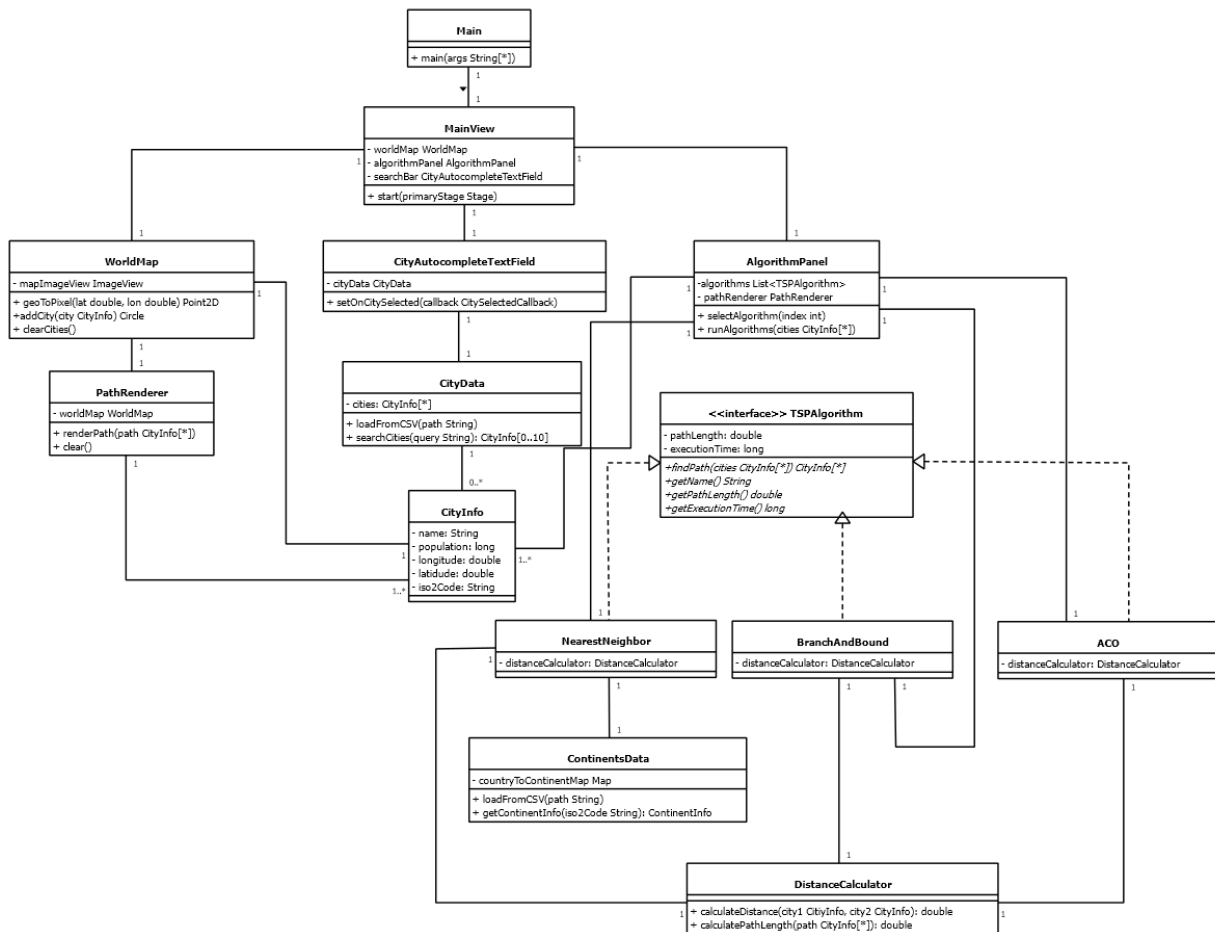 Main
+ main(args String[*])
1
1
MainView
- worldMap WorldMap
- algorithmPanel AlgorithmPanel
- searchBar CityAutocompleteTextField
+ start(primaryStage Stage)
1
1
1
1
1
1
WorldMap
- mapImageView ImageView
+ geoToPixel(lat double, lon double) Point2D
+addCity(city CityInfo) Circle
+ clearCities()
1
1
1
CityAutocompleteTextField
- cityData CityData
+ setOnCitySelected(callback CitySelectedCallback)
1
1
AlgorithmPanel
-algorithms List<TSPAlgorithm>
- pathRenderer PathRenderer
+ selectAlgorithm(index int)
+ runAlgorithms(cities CityInfo[*])
1
1
1
1
PathRenderer
- worldMap WorldMap
+ renderPath(path CityInfo[*])
+ clear()
1
CityData
- cities: CityInfo[*]
+ loadFromCSV(path String)
+ searchCities(query String): CityInfo[0..10]
1
0..*
<<interface>> TSPAlgorithm
- pathLength: double
- executionTime: long
+findPath(cities CityInfo[*]) CityInfo[*]
+getName() String
+getPathLength() double
+getExecutionTime() long
CityInfo
- name: String
- population: long
- longitude: double
- latidude: double
- iso2Code: String
1
1..*
1..*
1
NearestNeighbor
- distanceCalculator: DistanceCalculator
1
1
BranchAndBound
- distanceCalculator: DistanceCalculator
1
1
1
ACO
- distanceCalculator: DistanceCalculator
1
1
ContinentsData
- countryToContinentMap Map
+ loadFromCSV(path String)
+ getContinentInfo(iso2Code String): ContinentInfo
1
DistanceCalculator
+ calculateDistance(city1 CitiyInfo, city2 CityInfo): double
+ calculatePathLength(path CityInfo[*]): double
1
1